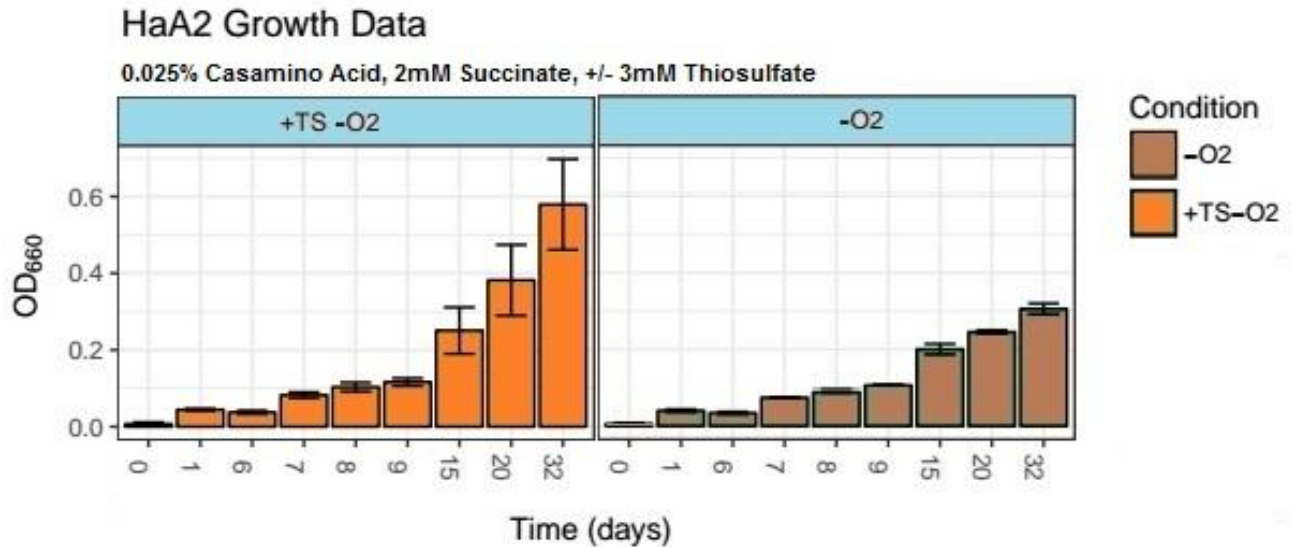 HaA2 Growth Data
0.025% Casamino Acid, 2mM Succinate, +/- 3mM Thiosulfate
+TS -O2
-O2
Condition
-O2
+TS-O2
OD660
0.6
0.4
0.2
0.0
0 1 6 7 8 9 15 20 32
0 1 6 7 8 9 15 20 32
Time (days)